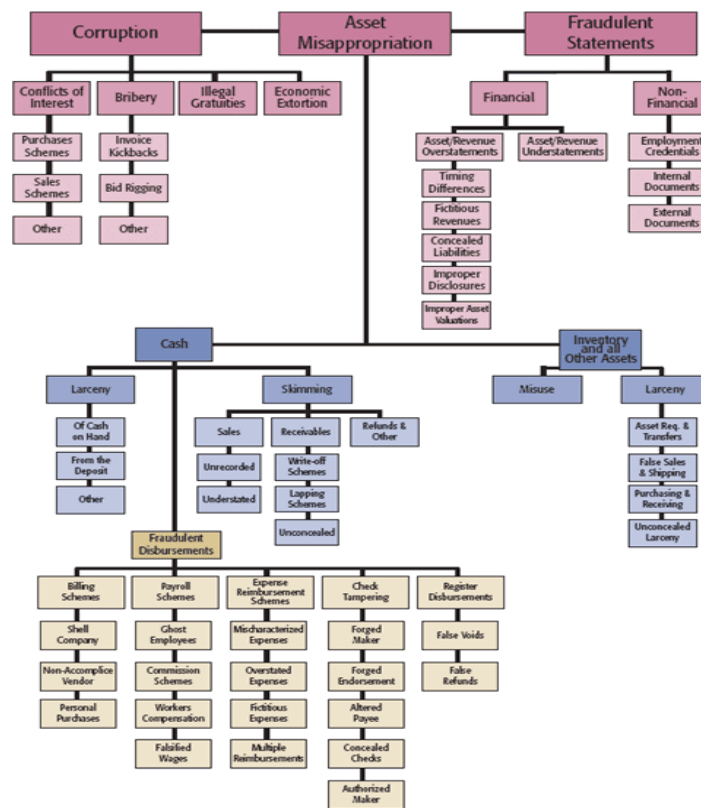 Corruption
Asset
Misappropriation
Fraudulent
Statements
Conflicts of
Interest
Bribery
Illegal
Gratuities
Economic
Extortion
Financial
Non-
Financial
Purchases
Schemes
Invoice
Kickbacks
Asset/Revenue
Overstatements
Asset/Revenue
Understatements
Employment
Credentials
Sales
Schemes
Bid Rigging
Timing
Differences
Internal
Documents
Other
Other
Fictitious
Revenues
External
Documents
Concealed
Liabilities
Improper
Disclosures
Improper Asset
Valuations
Cash
Inventory
and all
Other Assets
Larceny
Skimming
Misuse
Larceny
Of Cash
on Hand
Sales
Receivables
Refunds &
Other
Asset Req. &
Transfers
From the
Deposit
Unrecorded
Write-off
Schemes
False Sales
& Shipping
Other
Understated
Lapping
Schemes
Purchasing &
Receiving
Unconcealed
Unconcealed
Larceny
Fraudulent
Disbursements
Billing
Schemes
Payroll
Schemes
Expense
Reimbursement
Schemes
Check
Tampering
Register
Disbursements
Shell
Company
Ghost
Employees
Mischaracterized
Expenses
Forged
Maker
False Voids
Non-Accomplice
Vendor
Commission
Schemes
Overstated
Expenses
Forged
Endorsement
False
Refunds
Personal
Purchases
Workers
Compensation
Fictitious
Expenses
Altered
Payee
Falsified
Wages
Multiple
Reimbursements
Concealed
Checks
Authorized
Maker